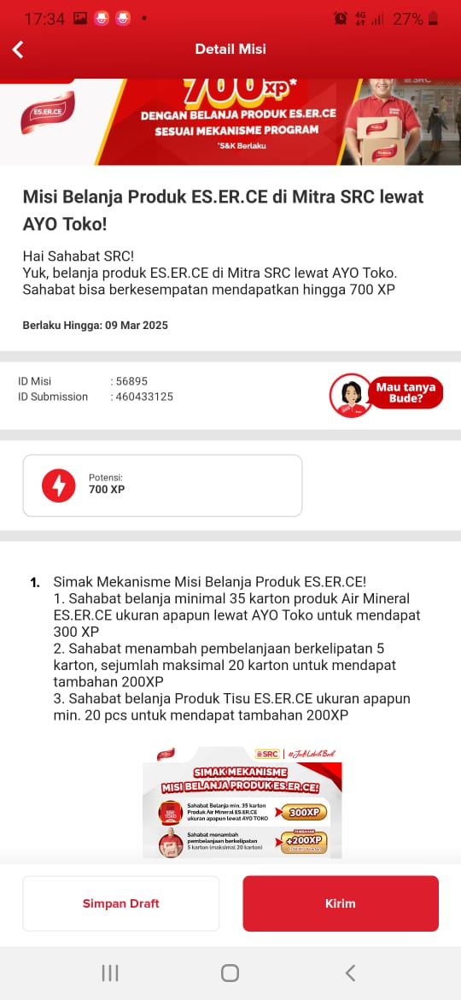 17:34
4G
27%
Detail Misi
SRC
ES.ER.CE
700xp*
DENGAN BELANJA PRODUK ES.ER.CE
SESUAI MEKANISME PROGRAM
*S&K Berlaku
Misi Belanja Produk ES.ER.CE di Mitra SRC lewat
AYO Toko!
Hai Sahabat SRC!
Yuk, belanja produk ES.ER.CE di Mitra SRC lewat AYO Toko.
Sahabat bisa berkesempatan mendapatkan hingga 700 XP
Berlaku Hingga: 09 Mar 2025
ID Misi : 56895
ID Submission : 460433125
Mau tanya
Bude?
Potensi:
700 XP
1. Simak Mekanisme Misi Belanja Produk ES.ER.CE!
1. Sahabat belanja minimal 35 karton produk Air Mineral
ES.ER.CE ukuran apapun lewat AYO Toko untuk mendapat
300 XP
2. Sahabat menambah pembelanjaan berkelipatan 5
karton, sejumlah maksimal 20 karton untuk mendapat
tambahan 200XP
3. Sahabat belanja Produk Tisu ES.ER.CE ukuran apapun
min. 20 pcs untuk mendapat tambahan 200XP
SRC | #JadiLebihBaik
SIMAK MEKANISME
MISI BELANJA PRODUK ES.ER.CE!
Sahabat Belanja min. 35 karton
Produk Air Mineral ES.ER.CE
ukuran apapun lewat AYO TOKO
300XP
Sahabat menambah
pembelanjaan berkelipatan
5 karton (maksimal 20 karton)
TAMBAHAN
+200XP
Simpan Draft
Kirim